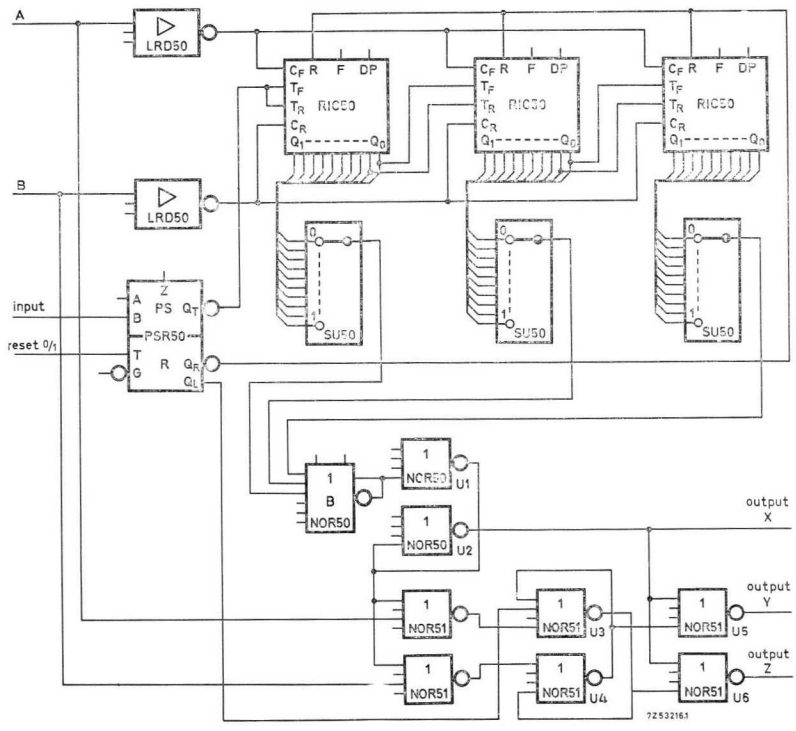 A
LRD50
CF R F DP
TF
TR
CR
RIC50
Q1 Q0
CF R F DP
TF
TR
CR
RIC50
Q1 Q0
CF R F DP
TF
TR
CR
RIC50
Q1 Q0
B
LRD50
0
1
SU50
0
1
SU50
0
1
SU50
Z
A
PS
QT
input
B
PSR50
reset 0/1
T
R
QR
G
QL
1
B
NOR50
1
NOR50
U1
1
NOR50
U2
output
X
1
NOR51
1
NOR51
U3
1
NOR51
U5
output
Y
1
NOR51
1
NOR51
U4
1
NOR51
U6
output
Z
7Z53216.1